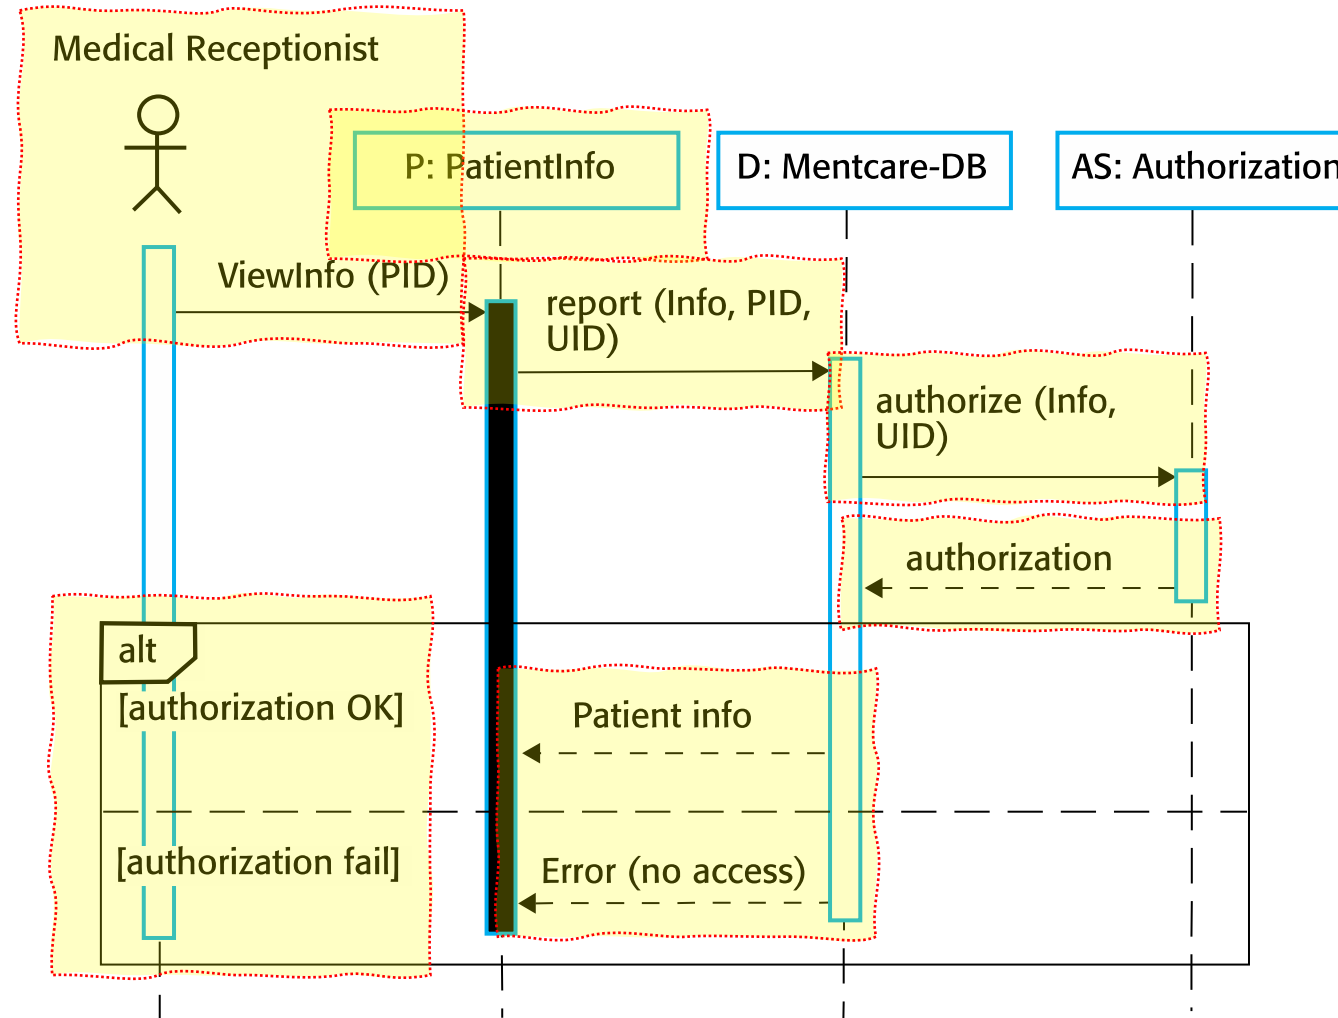 Medical Receptionist
P: PatientInfo
D: Mentcare-DB
AS: Authorization
ViewInfo (PID)
report (Info, PID,
UID)
authorize (Info,
UID)
authorization
alt
[authorization OK]
Patient info
[authorization fail]
Error (no access)